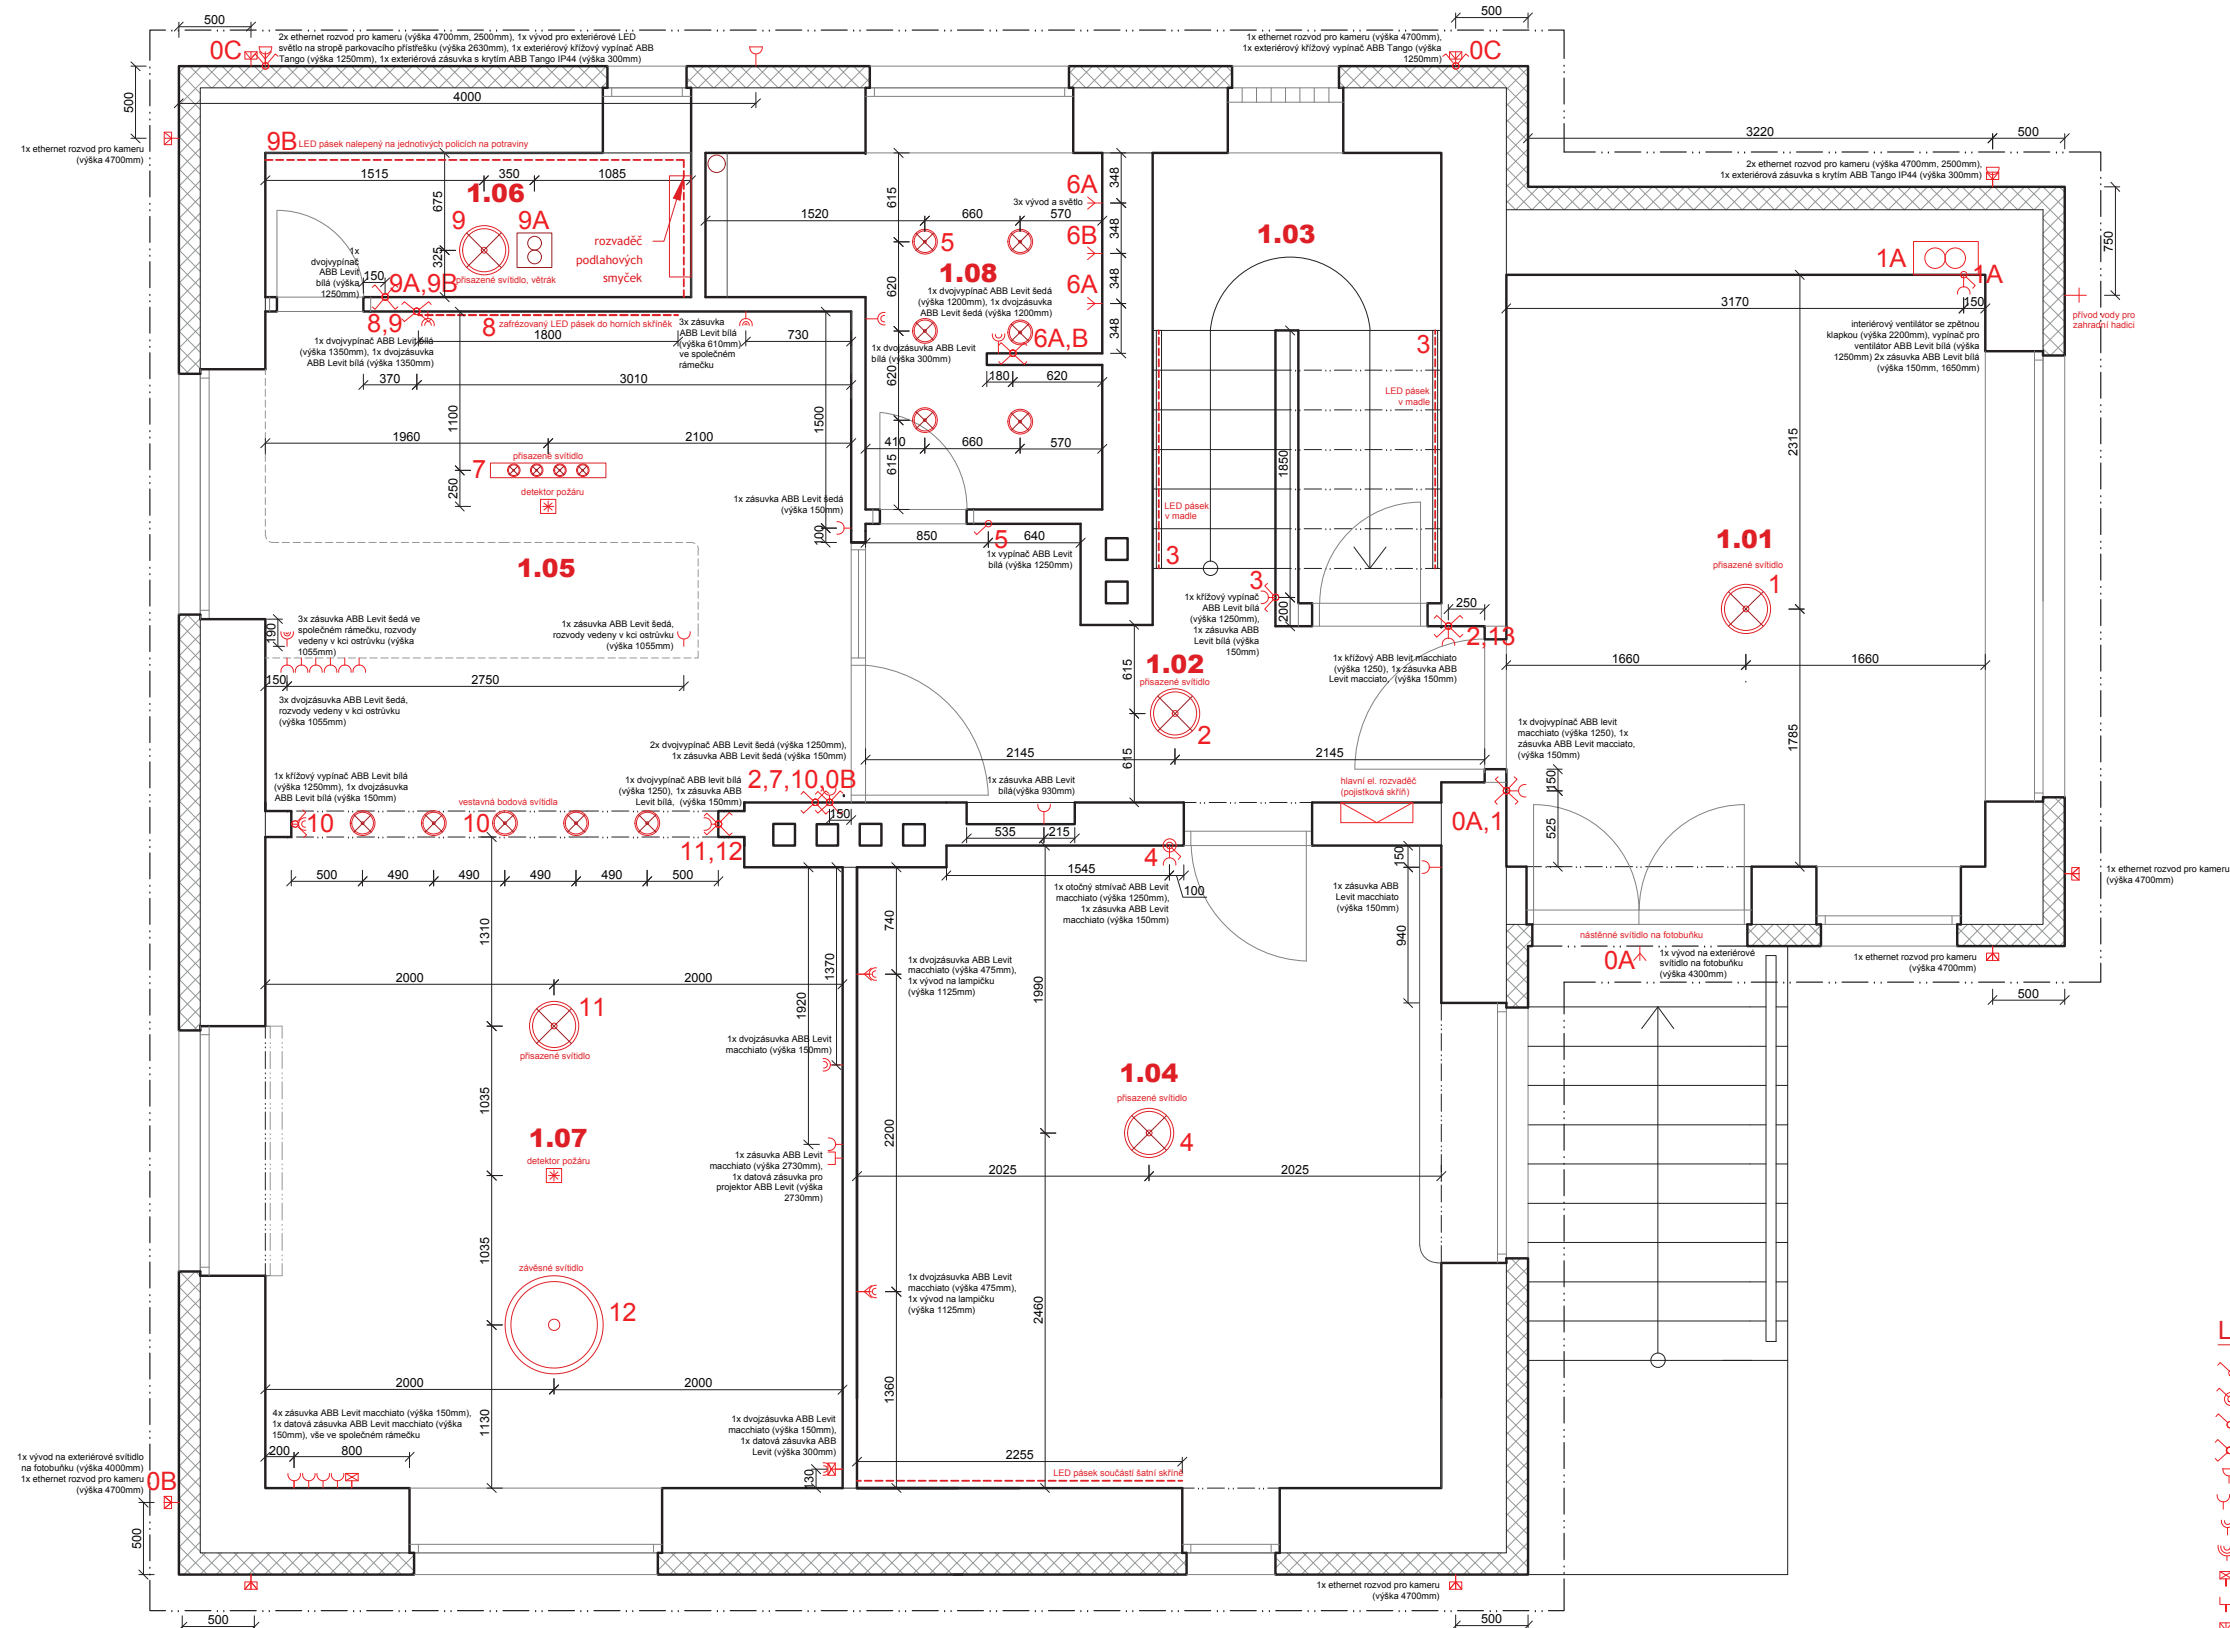 500
500
0C
2x ethernet rozvod pro kameru (výška 4700mm, 2500mm), 1x vývod pro exteriérové LED
světlo na stropě parkovacího přístřešku (výška 2630mm), 1x exteriérový křížový vypínač ABB
Tango (výška 1250mm), 1x exteriérová zásuvka s krytím ABB Tango IP44 (výška 300mm)
1x ethernet rozvod pro kameru (výška 4700mm),
1x exteriérový křížový vypínač ABB Tango (výška
1250mm)
0C
500
4000
1x ethernet rozvod pro kameru
(výška 4700mm)
3220
500
2x ethernet rozvod pro kameru (výška 4700mm, 2500mm),
1x exteriérová zásuvka s krytím ABB Tango IP44 (výška 300mm)
750
9B
LED pásek nalepený na jednotivých policích na potraviny
1515
350
1085
675
325
1.06
9
9A
přisazené svítidlo, větrák
rozvaděč
podlahových
smyček
1x
dvojvypínač
ABB Levit
bílá (výška
1250mm)
150
9A,9B
8,9
8
zafrézovaný LED pásek do horních skříněk
1800
730
3x zásuvka
ABB Levit bílá
(výška 610mm)
ve společném
rámečku
1x dvojvypínač ABB Levit bílá
(výška 1350mm), 1x dvojzásuvka
ABB Levit bílá (výška 1350mm)
370
3010
1520
660
570
615
620
620
615
5
1.08
1x dvojvypínač ABB Levit šedá
(výška 1200mm), 1x dvojzásuvka
ABB Levit šedá (výška 1200mm)
1x dvojzásuvka ABB Levit
bílá (výška 300mm)
6A
3x vývod a světlo
6B
6A
6A,B
348
348
348
348
180
620
410
660
570
1.03
3
LED pásek
v madle
LED pásek
v madle
3
1850
200
3
1x křížový vypínač
ABB Levit bílá
(výška 1250mm),
1x zásuvka ABB
Levit bílá (výška
150mm)
1A
1A
3170
150
interiérový ventilátor se zpětnou
klapkou (výška 2200mm), vypínač pro
ventilátor ABB Levit bílá (výška
1250mm) 2x zásuvka ABB Levit bílá
(výška 150mm, 1650mm)
přívod vody pro
zahradní hadici
2315
1.01
přisazené svítidlo
1
1660
1660
1785
1100
250
1500
100
1960
2100
přisazené svítidlo
7
detektor požáru
1x zásuvka ABB Levit šedá
(výška 150mm)
850
5
640
1x vypínač ABB Levit
bílá (výška 1250mm)
1.05
190
3x zásuvka ABB Levit šedá ve
společném rámečku, rozvody
vedeny v kci ostrůvku (výška
1055mm)
1x zásuvka ABB Levit šedá,
rozvody vedeny v kci ostrůvku
(výška 1055mm)
150
2750
3x dvojzásuvka ABB Levit šedá,
rozvody vedeny v kci ostrůvku
(výška 1055mm)
1.02
přisazené svítidlo
2
615
615
250
2,13
1x křížový ABB levit macchiato
(výška 1250), 1x zásuvka ABB
Levit macciato, (výška 150mm)
2145
2145
2x dvojvypínač ABB Levit šedá (výška 1250mm),
1x zásuvka ABB Levit šedá (výška 150mm)
2,7,10,0B
150
1x zásuvka ABB Levit
bílá(výška 930mm)
535
215
hlavní el. rozvaděč
(pojistková skříň)
1x dvojvypínač ABB levit
macchiato (výška 1250), 1x
zásuvka ABB Levit macciato,
(výška 150mm)
0A,1
150
525
1x křížový vypínač ABB Levit bílá
(výška 1250mm), 1x dvojzásuvka
ABB Levit bílá (výška 150mm)
1x dvojvypínač ABB levit bílá
(výška 1250), 1x zásuvka ABB
Levit bílá, (výška 150mm)
vestavná bodová svítidla
10
10
11,12
500
490
490
490
490
500
4
1545
100
1x otočný stmívač ABB Levit
macchiato (výška 1250mm),
1x zásuvka ABB Levit
macchiato (výška 150mm)
150
940
1x zásuvka ABB
Levit macchiato
(výška 150mm)
1x ethernet rozvod pro kameru
(výška 4700mm)
nástěnné svítidlo na fotobuňku
0A
1x vývod na exteriérové
svítidlo na fotobuňku
(výška 4300mm)
1x ethernet rozvod pro kameru
(výška 4700mm)
500
1310
1035
1035
1130
2000
2000
11
přisazené svítidlo
1920
1370
1x dvojzásuvka ABB Levit
macchiato (výška 150mm)
740
2200
1360
1x dvojzásuvka ABB Levit
macchiato (výška 475mm),
1x vývod na lampičku
(výška 1125mm)
1990
2460
1.04
přisazené svítidlo
4
2025
2025
1.07
detektor požáru
1x zásuvka ABB Levit
macchiato (výška 2730mm),
1x datová zásuvka pro
projektor ABB Levit (výška
2730mm)
závěsné svítidlo
12
1x dvojzásuvka ABB Levit
macchiato (výška 475mm),
1x vývod na lampičku
(výška 1125mm)
2000
2000
4x zásuvka ABB Levit macchiato (výška 150mm),
1x datová zásuvka ABB Levit macchiato (výška
150mm), vše ve společném rámečku
200
800
1x dvojzásuvka ABB Levit
macchiato (výška 150mm),
1x datová zásuvka ABB
Levit (výška 300mm)
130
2255
LED pásek součástí šatní skříně
1x vývod na exteriérové svítidlo
na fotobuňku (výška 4000mm)
1x ethernet rozvod pro kameru
(výška 4700mm)
0B
500
500
1x ethernet rozvod pro kameru
(výška 4700mm)
500
L